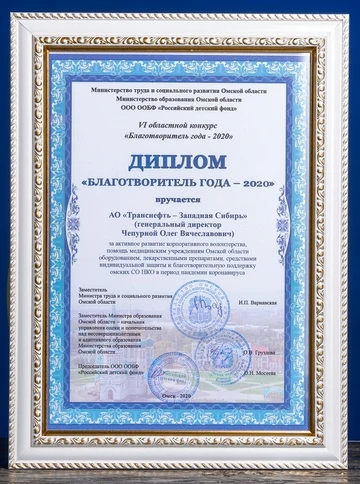 Министерство труда и социального развития Омской области
Министерство образования Омской области
ООО ООБФ «Российский детский фонд»
VI областной конкурс
«Благотворитель года - 2020»
ДИПЛОМ
«БЛАГОТВОРИТЕЛЬ ГОДА – 2020»
вручается
АО «Транснефть – Западная Сибирь»
(генеральный директор
Чепурной Олег Вячеславович)
за активное развитие корпоративного волонтерства,
помощь медицинским учреждениям Омской области
оборудованием, лекарственными препаратами, средствами
индивидуальной защиты и благотворительную поддержку
омских СО НКО в период пандемии коронавируса
Заместитель
Министра труда и социального развития
Омской области
И.П. Варнавская
Заместитель Министра образования
Омской области – начальник
управления опеки и попечительства
над несовершеннолетними
и адаптивного образования
Министерства образования
Омской области
Председатель ООО ООБФ
«Российский детский фонд»
Омск - 2020